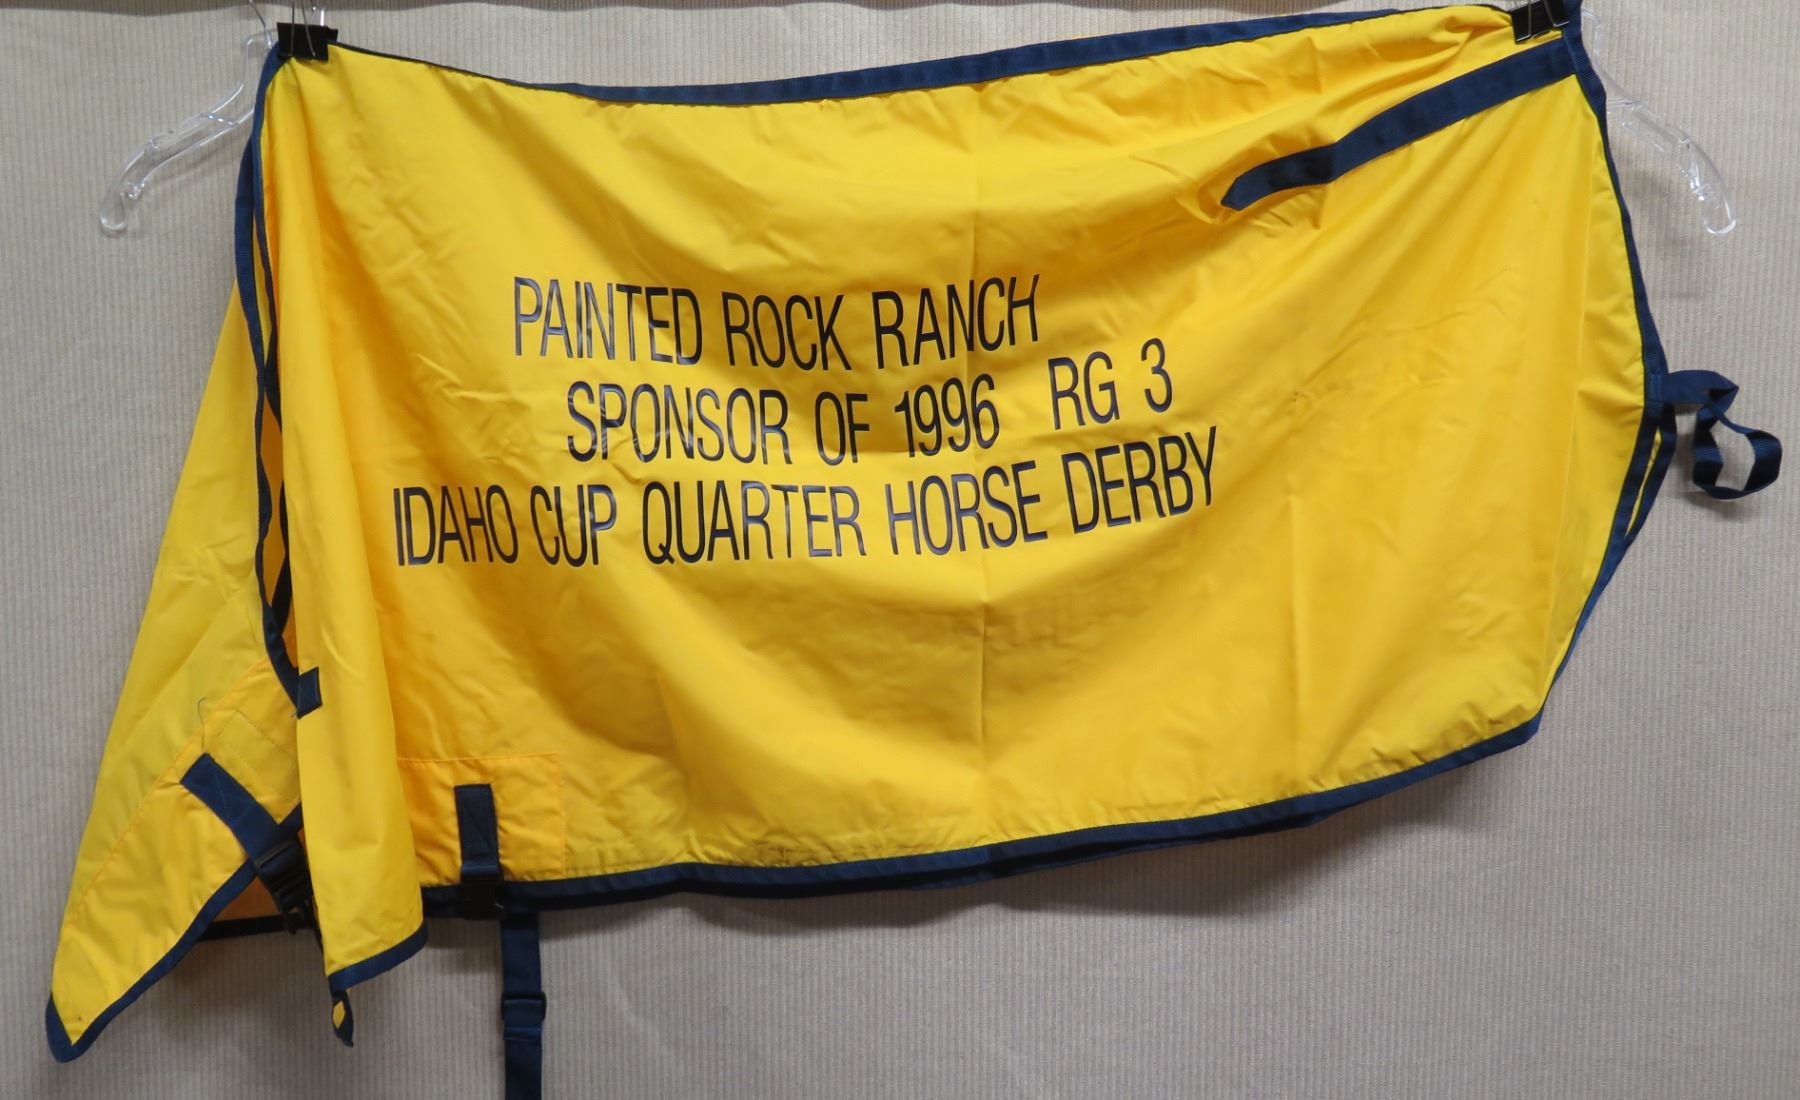 PAINTED ROCK RANCH
SPONSOR OF 1996 RG 3
IDAHO CUP QUARTER HORSE DERBY